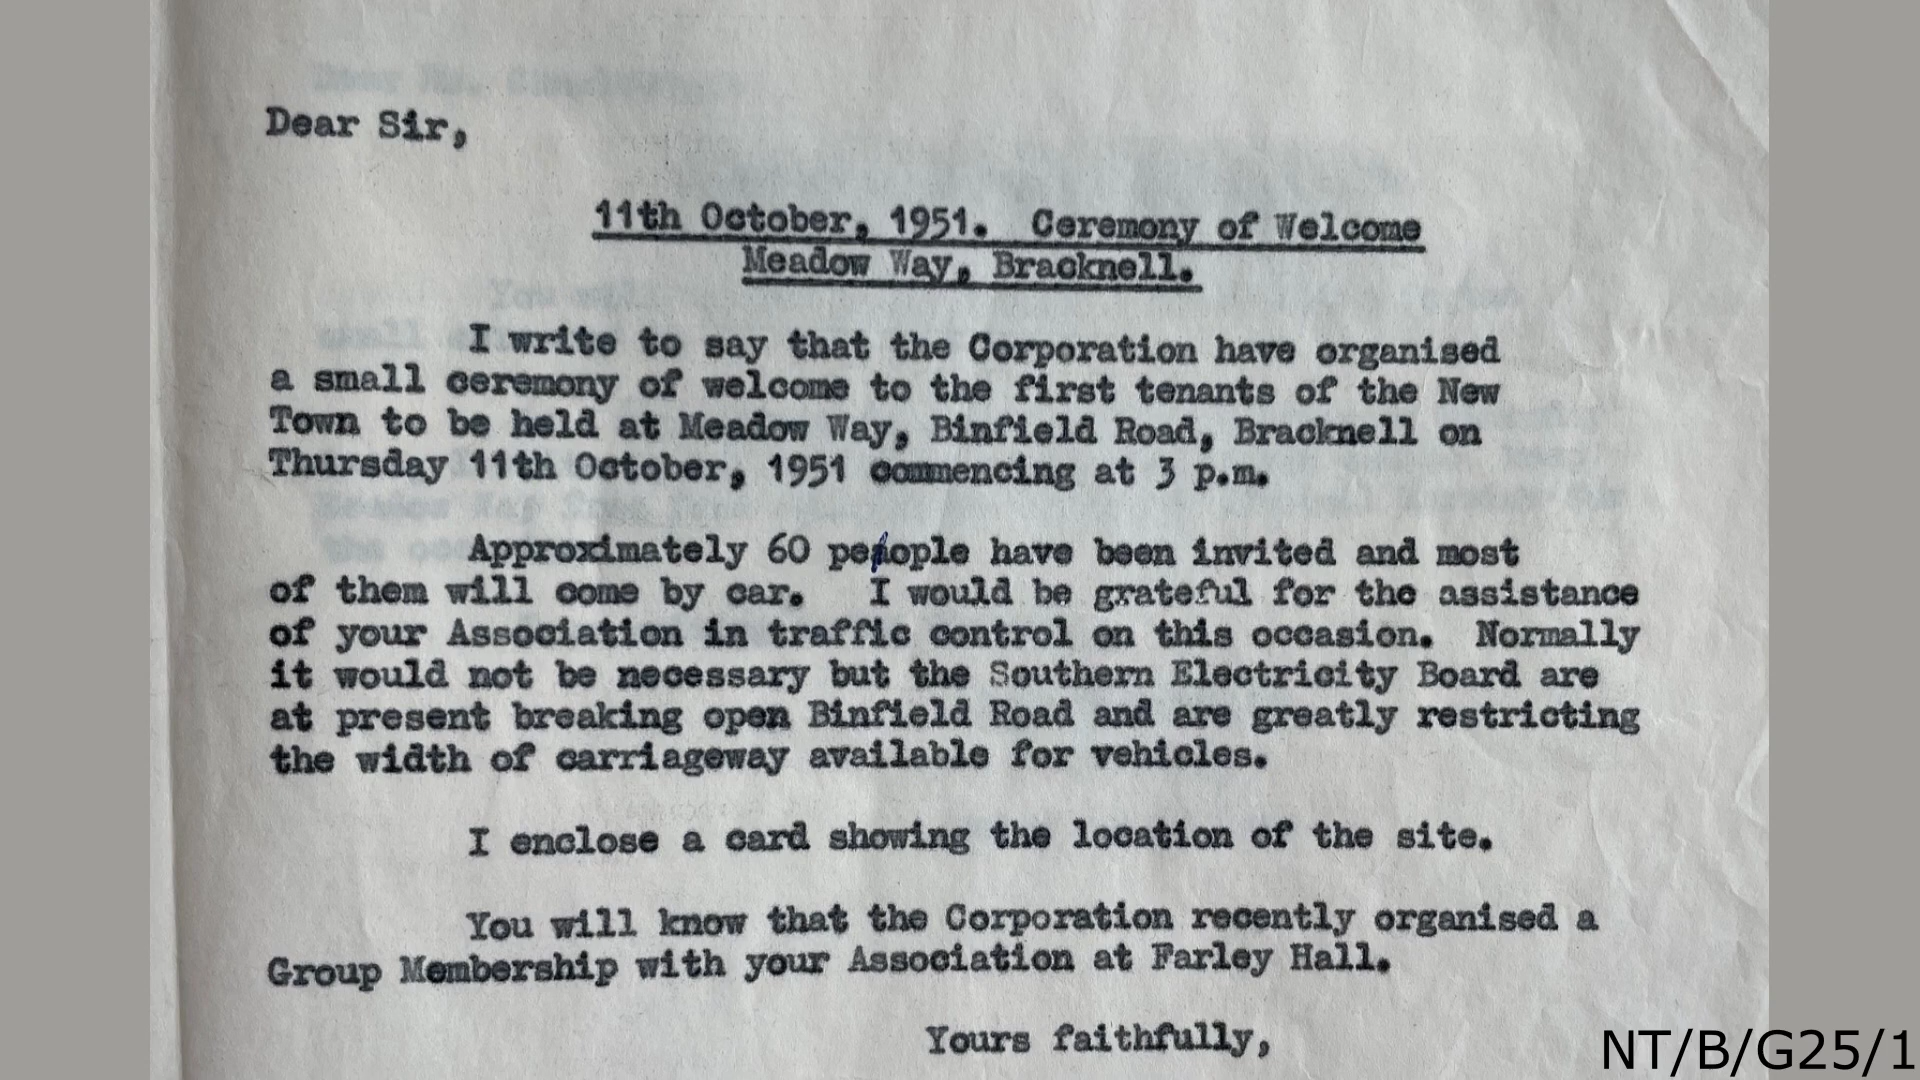 Dear Sir,
11th October, 1951. Ceremony of Welcome
Meadow Way, Bracknell.
I write to say that the Corporation have organised
a small ceremony of welcome to the first tenants of the New
Town to be held at Meadow Way, Binfield Road, Bracknell on
Thursday 11th October, 1951 commencing at 3 p.m.
Approximately 60 people have been invited and most
of them will come by car. I would be grateful for the assistance
of your Association in traffic control on this occasion. Normally
it would not be necessary but the Southern Electricity Board are
at present breaking open Binfield Road and are greatly restricting
the width of carriageway available for vehicles.
I enclose a card showing the location of the site.
You will know that the Corporation recently organised a
Group Membership with your Association at Farley Hall.
Yours faithfully,
NT/B/G25/1